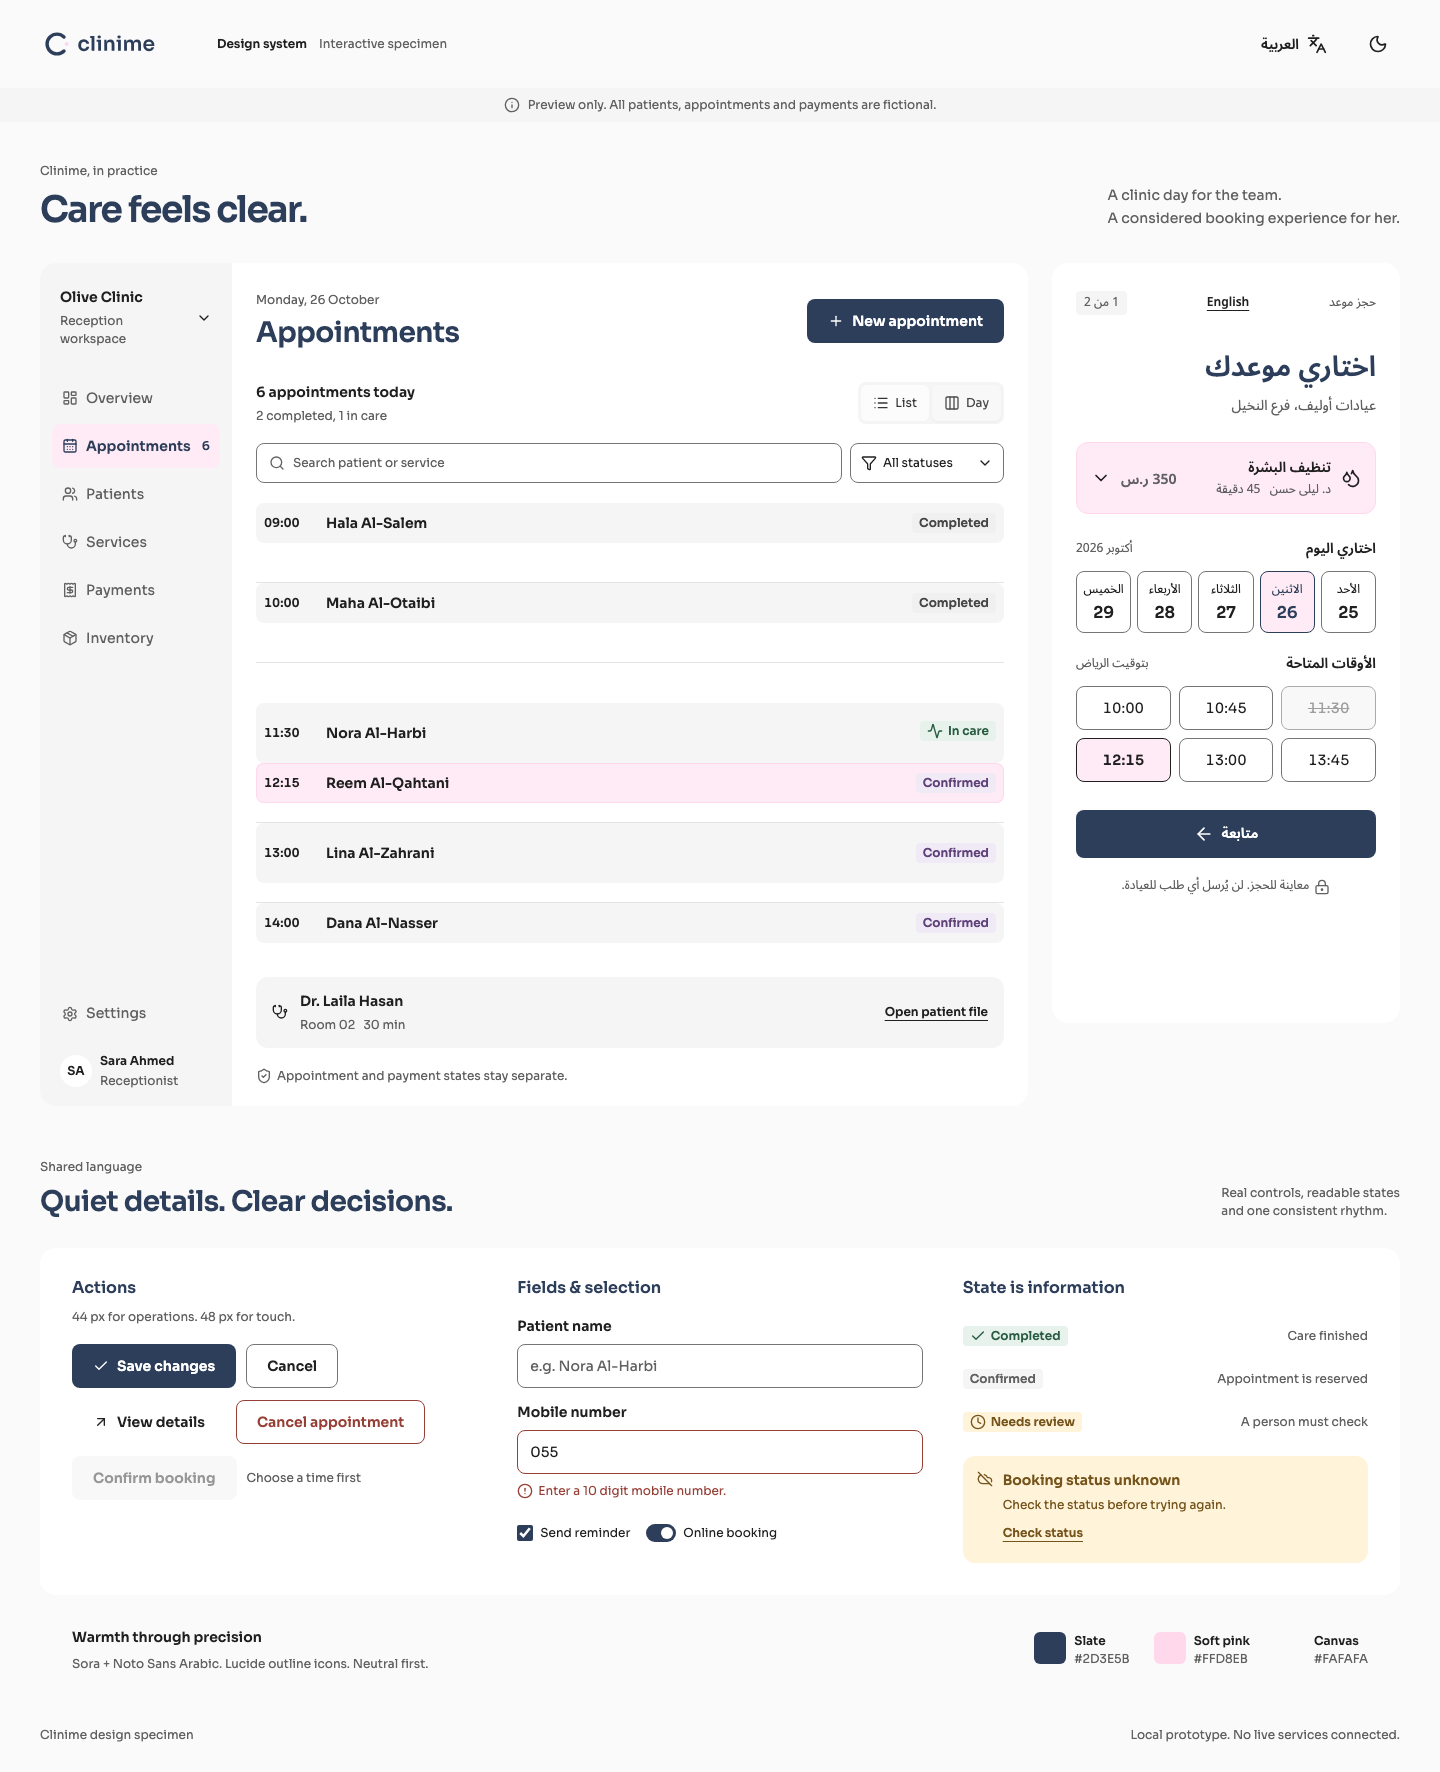 clinime
Design system
Interactive specimen
العربية
Preview only. All patients, appointments and payments are fictional.
Clinime, in practice
Care feels clear.
A clinic day for the team.
A considered booking experience for her.
Olive Clinic
Reception
workspace
Overview
Appointments 6
Patients
Services
Payments
Inventory
Settings
SA
Sara Ahmed
Receptionist
Monday, 26 October
Appointments
New appointment
6 appointments today
2 completed, 1 in care
List
Day
Search patient or service
All statuses
09:00 Hala Al-Salem Completed
10:00 Maha Al-Otaibi Completed
11:30 Nora Al-Harbi In care
12:15 Reem Al-Qahtani Confirmed
13:00 Lina Al-Zahrani Confirmed
14:00 Dana Al-Nasser Confirmed
Dr. Laila Hasan
Room 02 30 min
Open patient file
Appointment and payment states stay separate.
حجز موعد
English
1 من 2
اختاري موعدك
عيادات أوليف، فرع النخيل
تنظيف البشرة
د. ليلى حسن 45 دقيقة
350 ر.س
اختاري اليوم
أكتوبر 2026
الأحد 25
الاثنين 26
الثلاثاء 27
الأربعاء 28
الخميس 29
الأوقات المتاحة
بتوقيت الرياض
11:30
10:45
10:00
13:45
13:00
12:15
متابعة
معاينة للحجز. لن يُرسل أي طلب للعيادة.
Shared language
Quiet details. Clear decisions.
Real controls, readable states
and one consistent rhythm.
Actions
44 px for operations. 48 px for touch.
Save changes
Cancel
View details
Cancel appointment
Confirm booking
Choose a time first
Fields & selection
Patient name
e.g. Nora Al-Harbi
Mobile number
055
Enter a 10 digit mobile number.
Send reminder
Online booking
State is information
Completed Care finished
Confirmed Appointment is reserved
Needs review A person must check
Booking status unknown
Check the status before trying again.
Check status
Warmth through precision
Sora + Noto Sans Arabic. Lucide outline icons. Neutral first.
Slate
#2D3E5B
Soft pink
#FFD8EB
Canvas
#FAFAFA
Clinime design specimen
Local prototype. No live services connected.